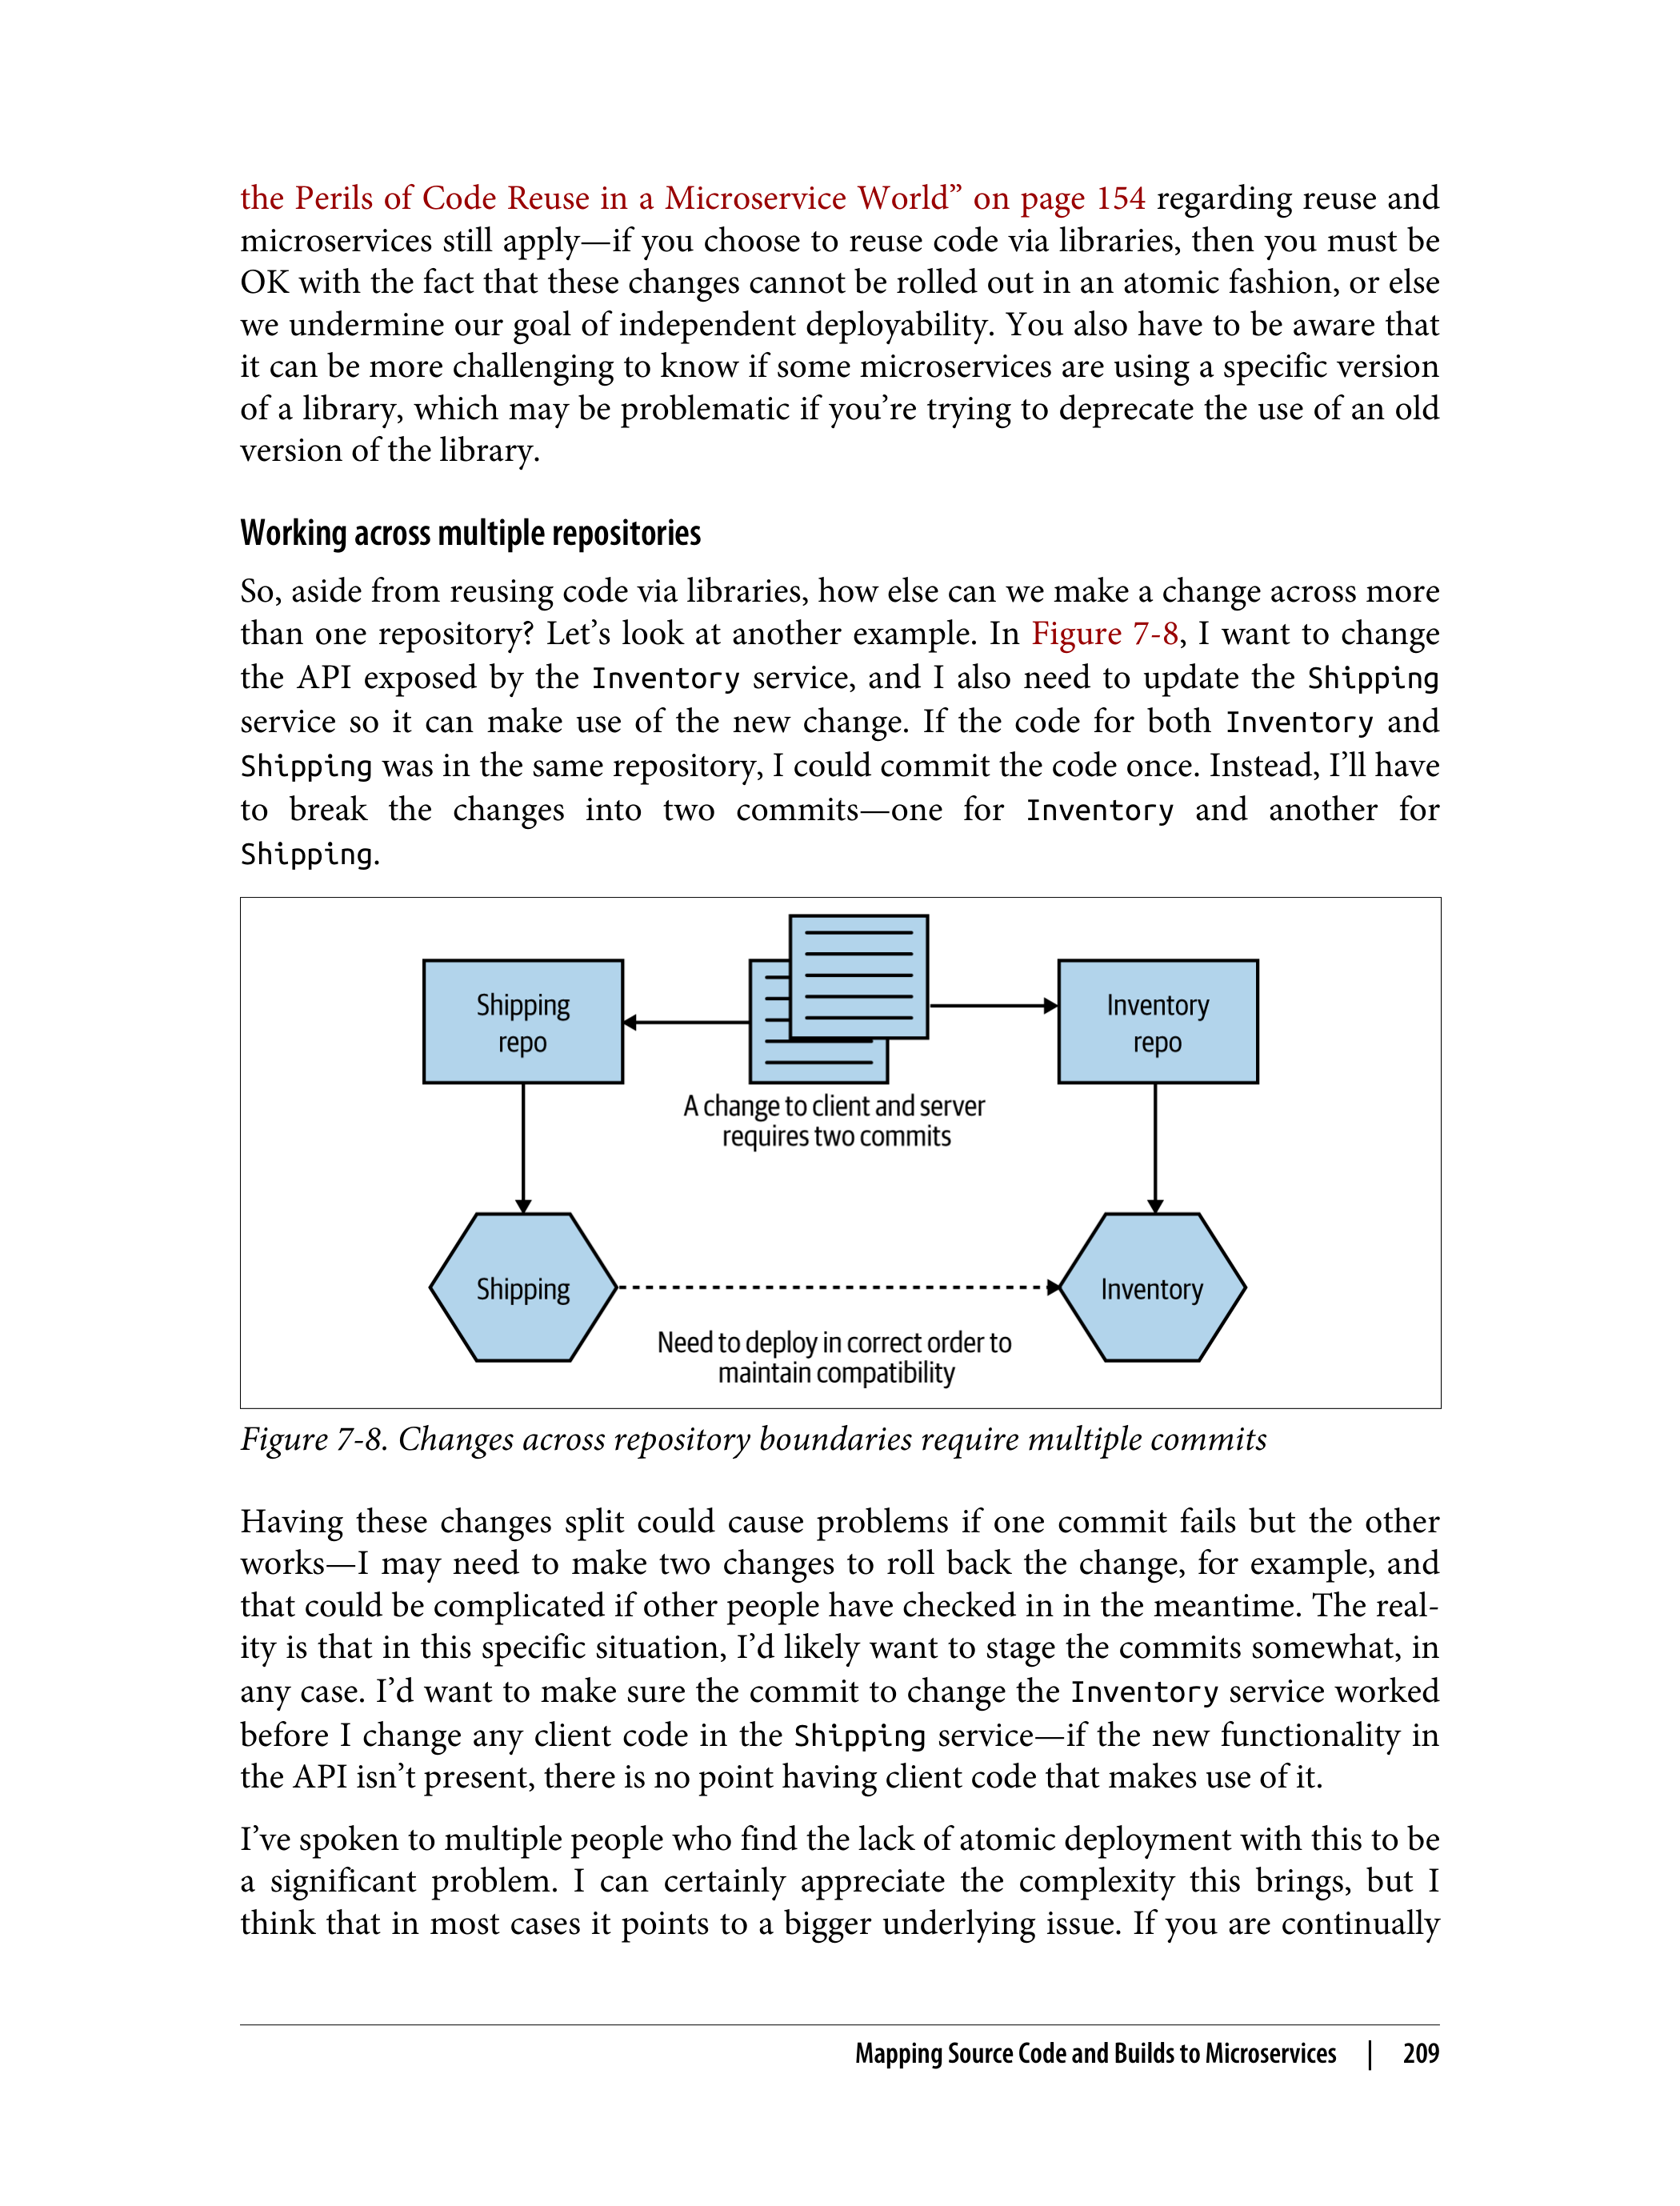 the Perils of Code Reuse in a Microservice World” on page 154 regarding reuse and
microservices still apply—if you choose to reuse code via libraries, then you must be
OK with the fact that these changes cannot be rolled out in an atomic fashion, or else
we undermine our goal of independent deployability. You also have to be aware that
it can be more challenging to know if some microservices are using a specific version
of a library, which may be problematic if you’re trying to deprecate the use of an old
version of the library.
Working across multiple repositories
So, aside from reusing code via libraries, how else can we make a change across more
than one repository? Let’s look at another example. In Figure 7-8, I want to change
the API exposed by the Inventory service, and I also need to update the Shipping
service so it can make use of the new change. If the code for both Inventory and
Shipping was in the same repository, I could commit the code once. Instead, I’ll have
to break the changes into two commits—one for Inventory and another for
Shipping.
Shipping
repo
Inventory
repo
A change to client and server
requires two commits
Shipping
Inventory
Need to deploy in correct order to
maintain compatibility
Figure 7-8. Changes across repository boundaries require multiple commits
Having these changes split could cause problems if one commit fails but the other
works—I may need to make two changes to roll back the change, for example, and
that could be complicated if other people have checked in in the meantime. The real-
ity is that in this specific situation, I’d likely want to stage the commits somewhat, in
any case. I’d want to make sure the commit to change the Inventory service worked
before I change any client code in the Shipping service—if the new functionality in
the API isn’t present, there is no point having client code that makes use of it.
I’ve spoken to multiple people who find the lack of atomic deployment with this to be
a significant problem. I can certainly appreciate the complexity this brings, but I
think that in most cases it points to a bigger underlying issue. If you are continually
Mapping Source Code and Builds to Microservices | 209